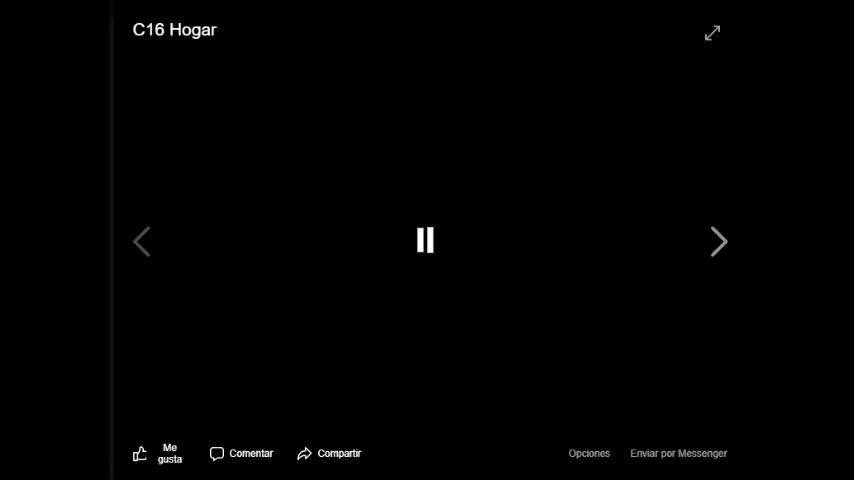 C16 Hogar
Me
gusta
Comentar
Compartir
Opciones
Enviar por Messenger